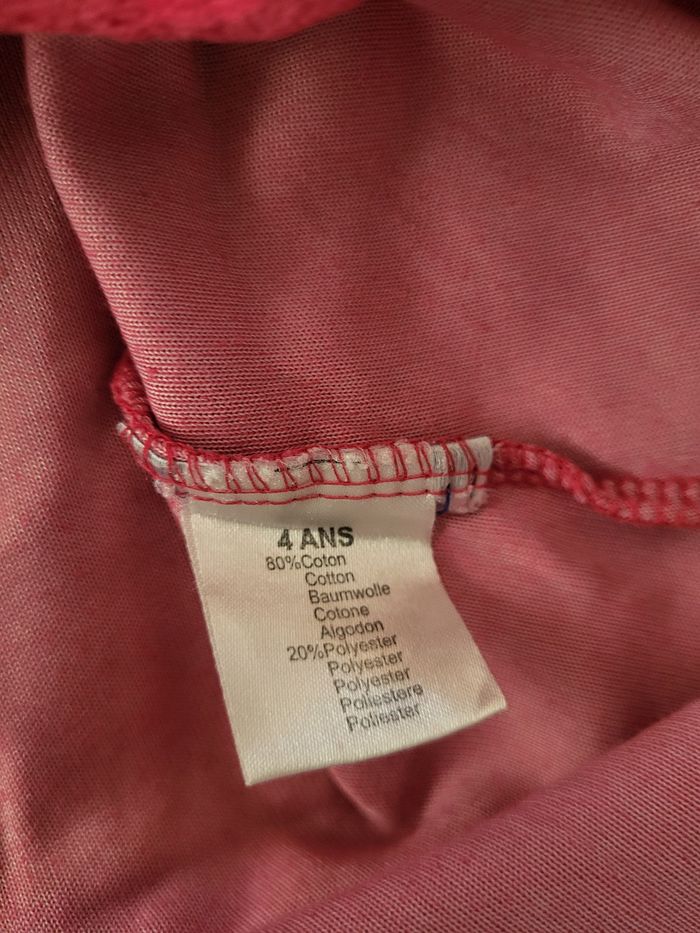 4 ANS
80%Coton
Cotton
Baumwolle
Cotone
Algodon
20%Polyester
Polyester
Polyester
Poliestere
Poliester